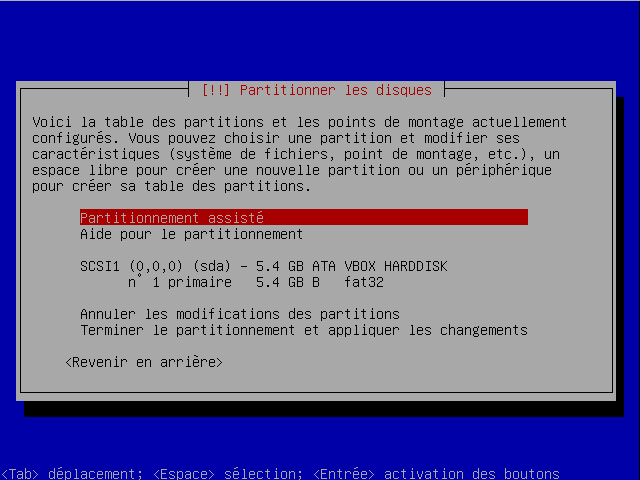 [!!] Partitionner les disques
Voici la table des partitions et les points de montage actuellement
configurés. Vous pouvez choisir une partition et modifier ses
caractéristiques (système de fichiers, point de montage, etc.), un
espace libre pour créer une nouvelle partition ou un périphérique
pour créer sa table des partitions.
Partitionnement assisté
Aide pour le partitionnement
SCSI1 (0,0,0) (sda) - 5.4 GB ATA VBOX HARDDISK
n° 1 primaire 5.4 GB B fat32
Annuler les modifications des partitions
Terminer le partitionnement et appliquer les changements
<Revenir en arrière>
<Tab> déplacement; <Espace> sélection; <Entrée> activation des boutons